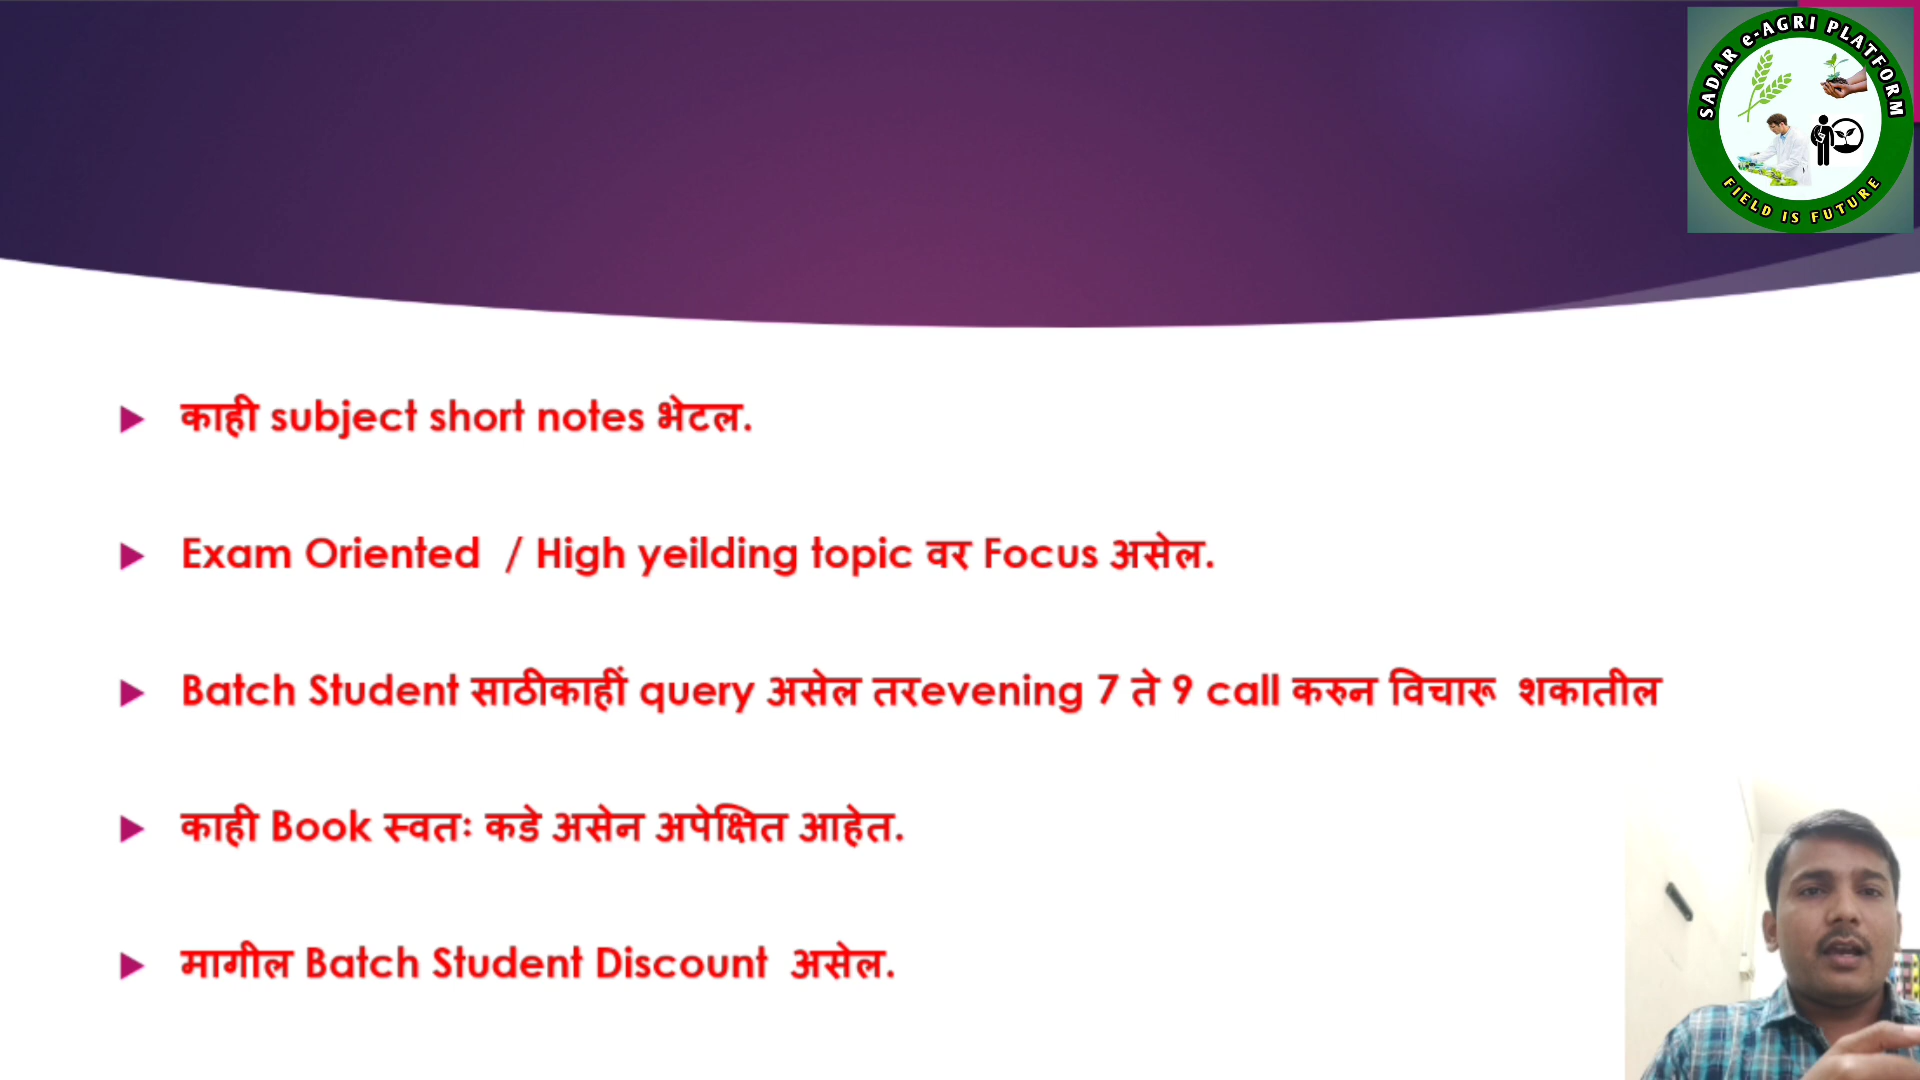 SADAR e-AGRI PLATFORM
FIELD IS FUTURE
काही subject short notes भेटल.
Exam Oriented / High yeilding topic वर Focus असेल.
Batch Student साठीकाहीं query असेल तरevening 7 ते 9 call करुन विचारू शकातील
काही Book स्वतः कडे असेन अपेक्षित आहेत.
मागील Batch Student Discount असेल.